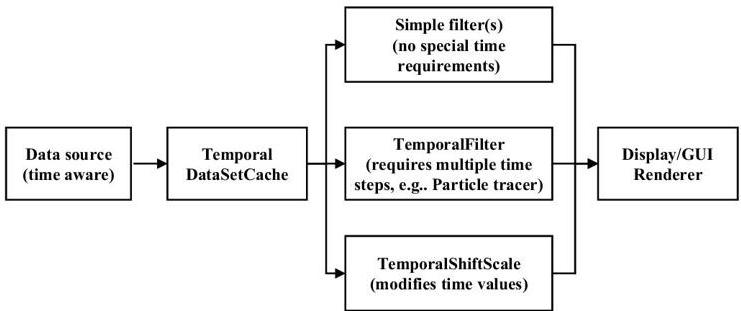 Simple filter(s)
(no special time
requirements)
Data source
(time aware)
Temporal
DataSetCache
TemporalFilter
(requires multiple time
steps, e.g.. Particle tracer)
Display/GUI
Renderer
TemporalShiftScale
(modifies time values)